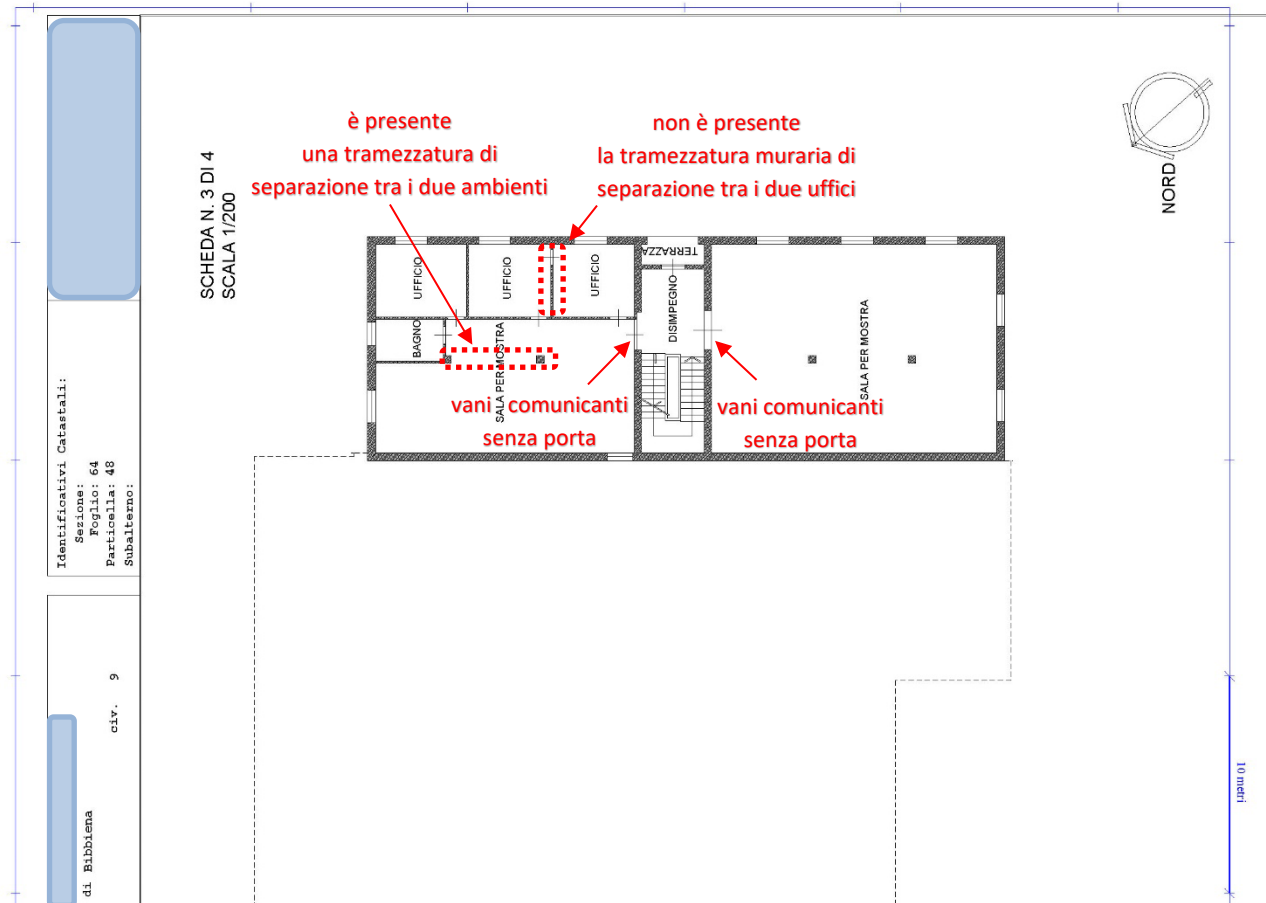 è presente
una tramezzatura di
separazione tra i due ambienti
non è presente
la tramezzatura muraria di
separazione tra i due uffici
SCHEDA N. 3 DI 4
SCALA 1/200
NORD
UFFICIO
UFFICIO
UFFICIO
TERRAZZA
BAGNO
DISIMPEGNO
SALA PER MOSTRA
SALA PER MOSTRA
vani comunicanti
senza porta
vani comunicanti
senza porta
Identificativi Catastali:
Sezione:
Foglio: 64
Particella: 48
Subalterno:
di Bibbiena
civ. 9
10 metri